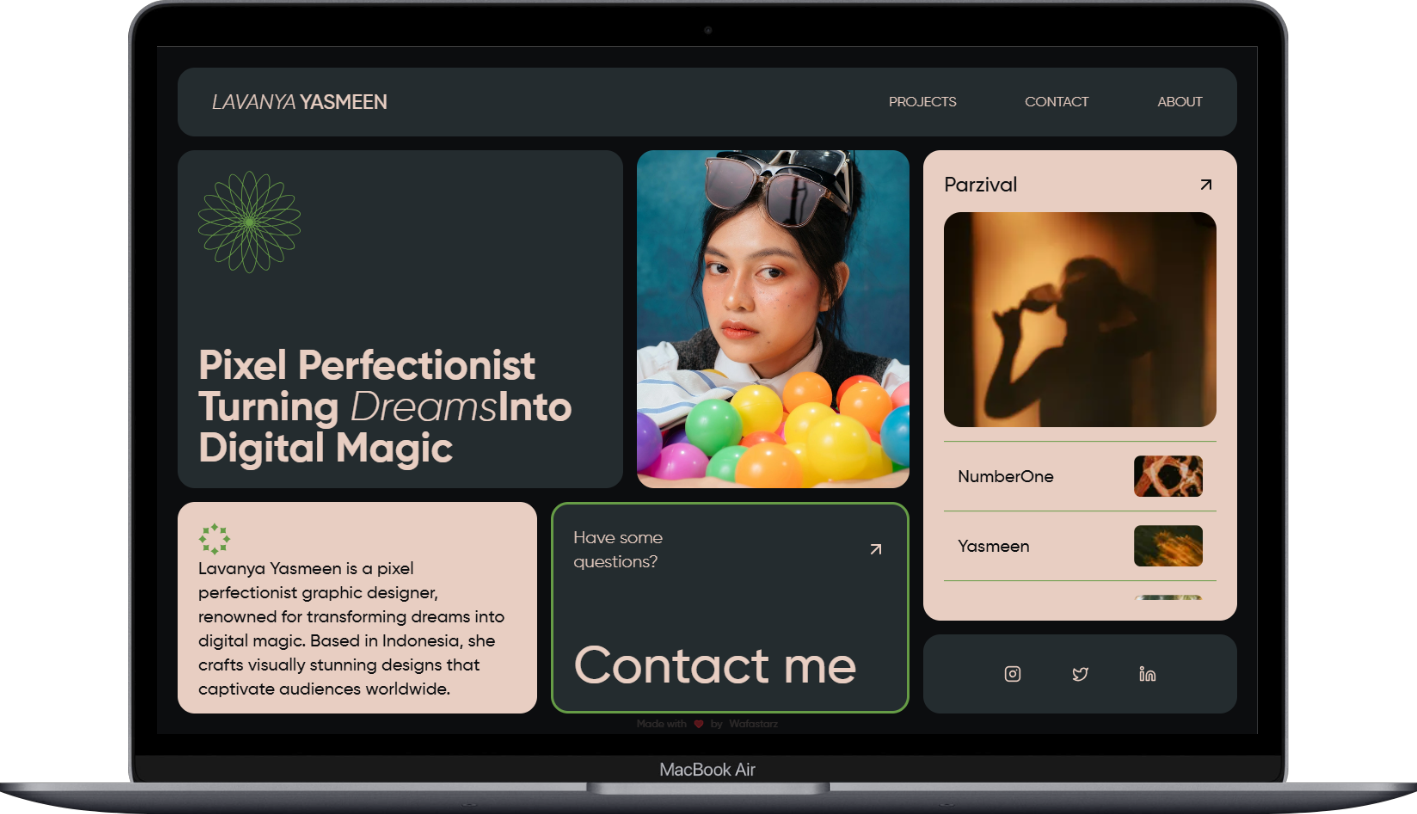 LAVANYA YASMEEN
PROJECTS
CONTACT
ABOUT
Pixel Perfectionist
Turning DreamsInto
Digital Magic
Parzival
NumberOne
Yasmeen
Lavanya Yasmeen is a pixel
perfectionist graphic designer,
renowned for transforming dreams into
digital magic. Based in Indonesia, she
crafts visually stunning designs that
captivate audiences worldwide.
Have some
questions?
Contact me
Made with ❤ by Wafastarz
MacBook Air